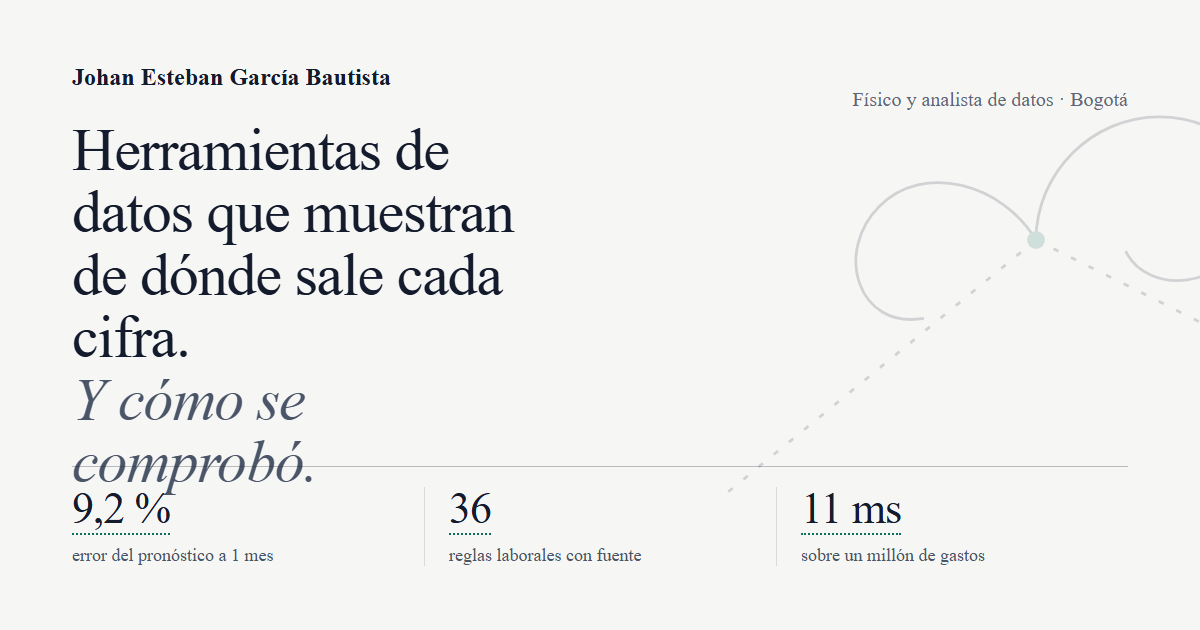 Johan Esteban García Bautista
Físico y analista de datos · Bogotá
Herramientas de
datos que muestran
de dónde sale cada
cifra.
Y cómo se
comprobó.
9,2 %
error del pronóstico a 1 mes
36
reglas laborales con fuente
11 ms
sobre un millón de gastos